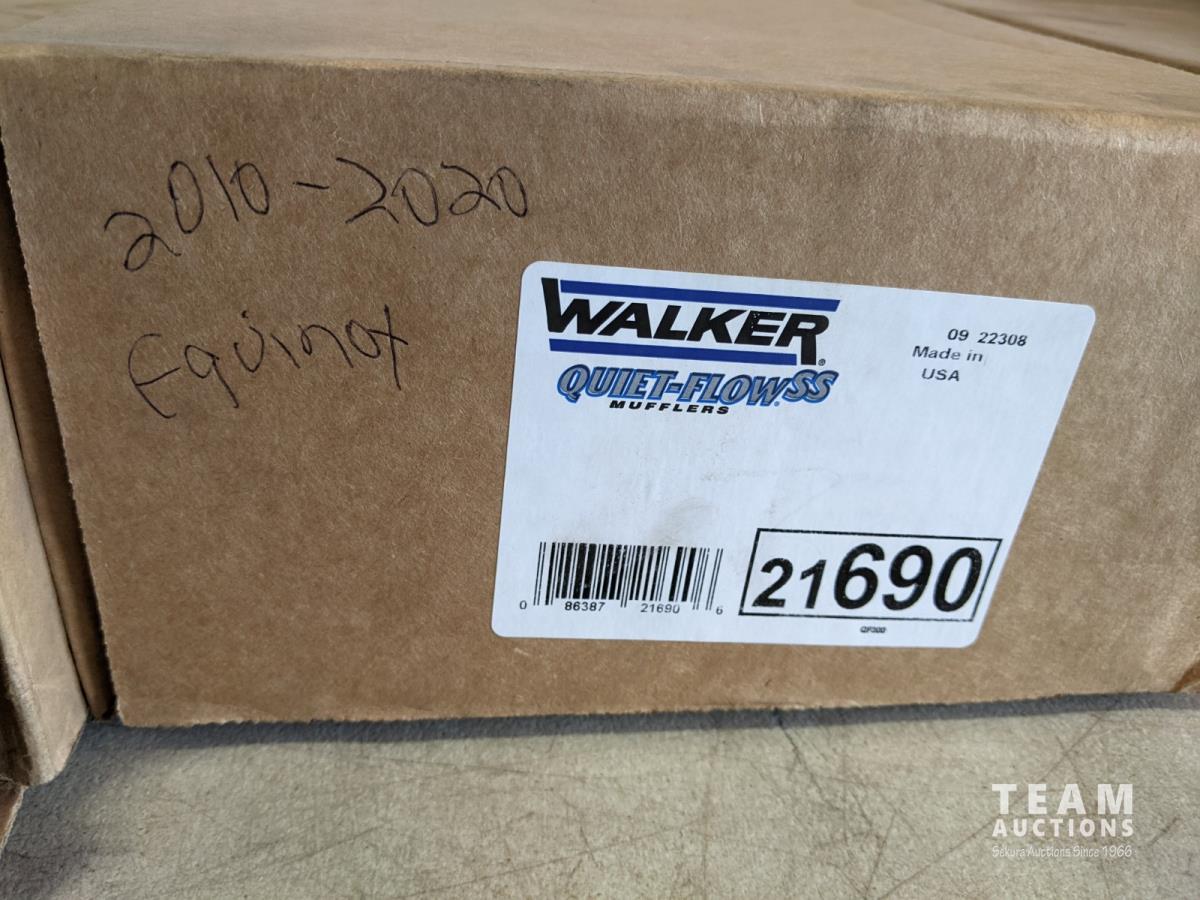 2010-2020
Equinox
WALKER®
QUIET-FLOW SS
MUFFLERS
09 22308
Made in
USA
0 86387 21690 6
21690
QF300
TEAM
AUCTIONS
Sekura Auctions Since 1966